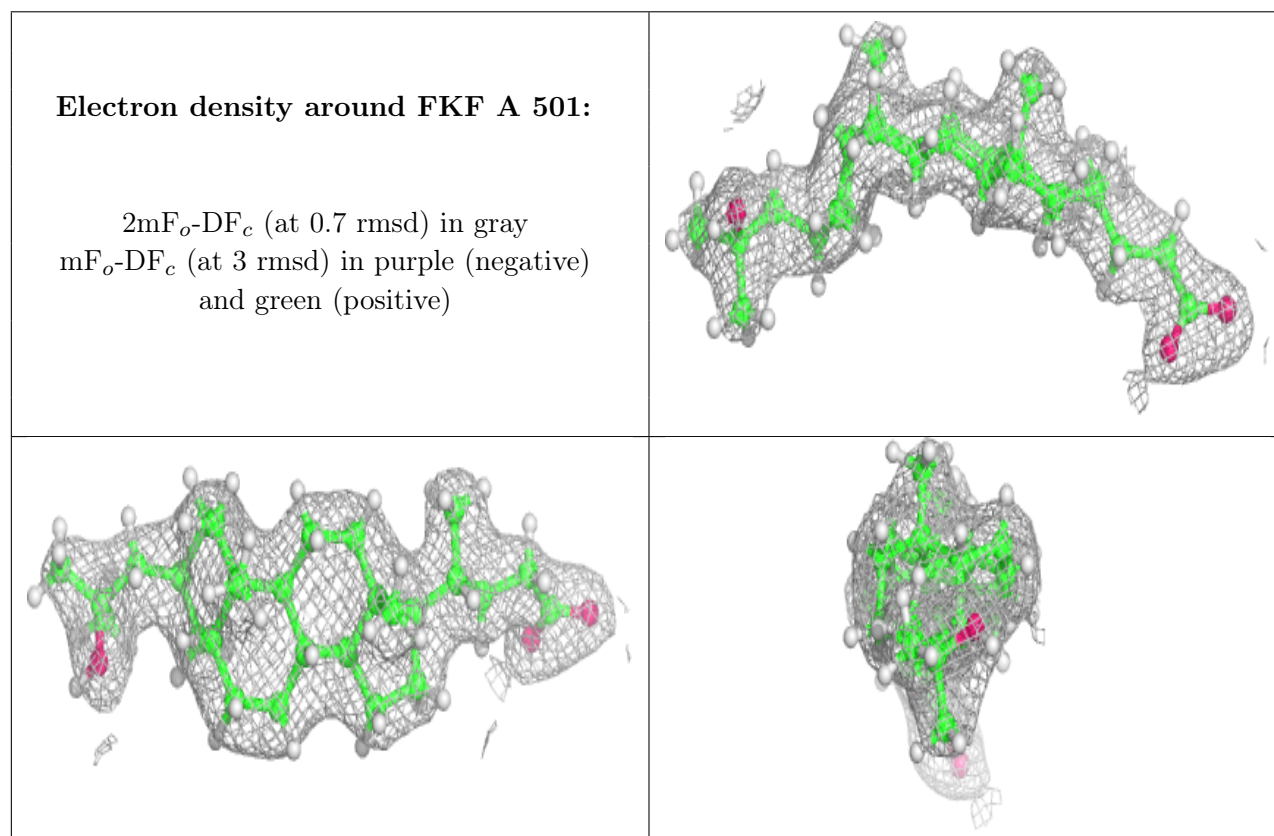 Electron density around FKF A 501:
2mFo-DFc (at 0.7 rmsd) in gray
mFo-DFc (at 3 rmsd) in purple (negative)
and green (positive)